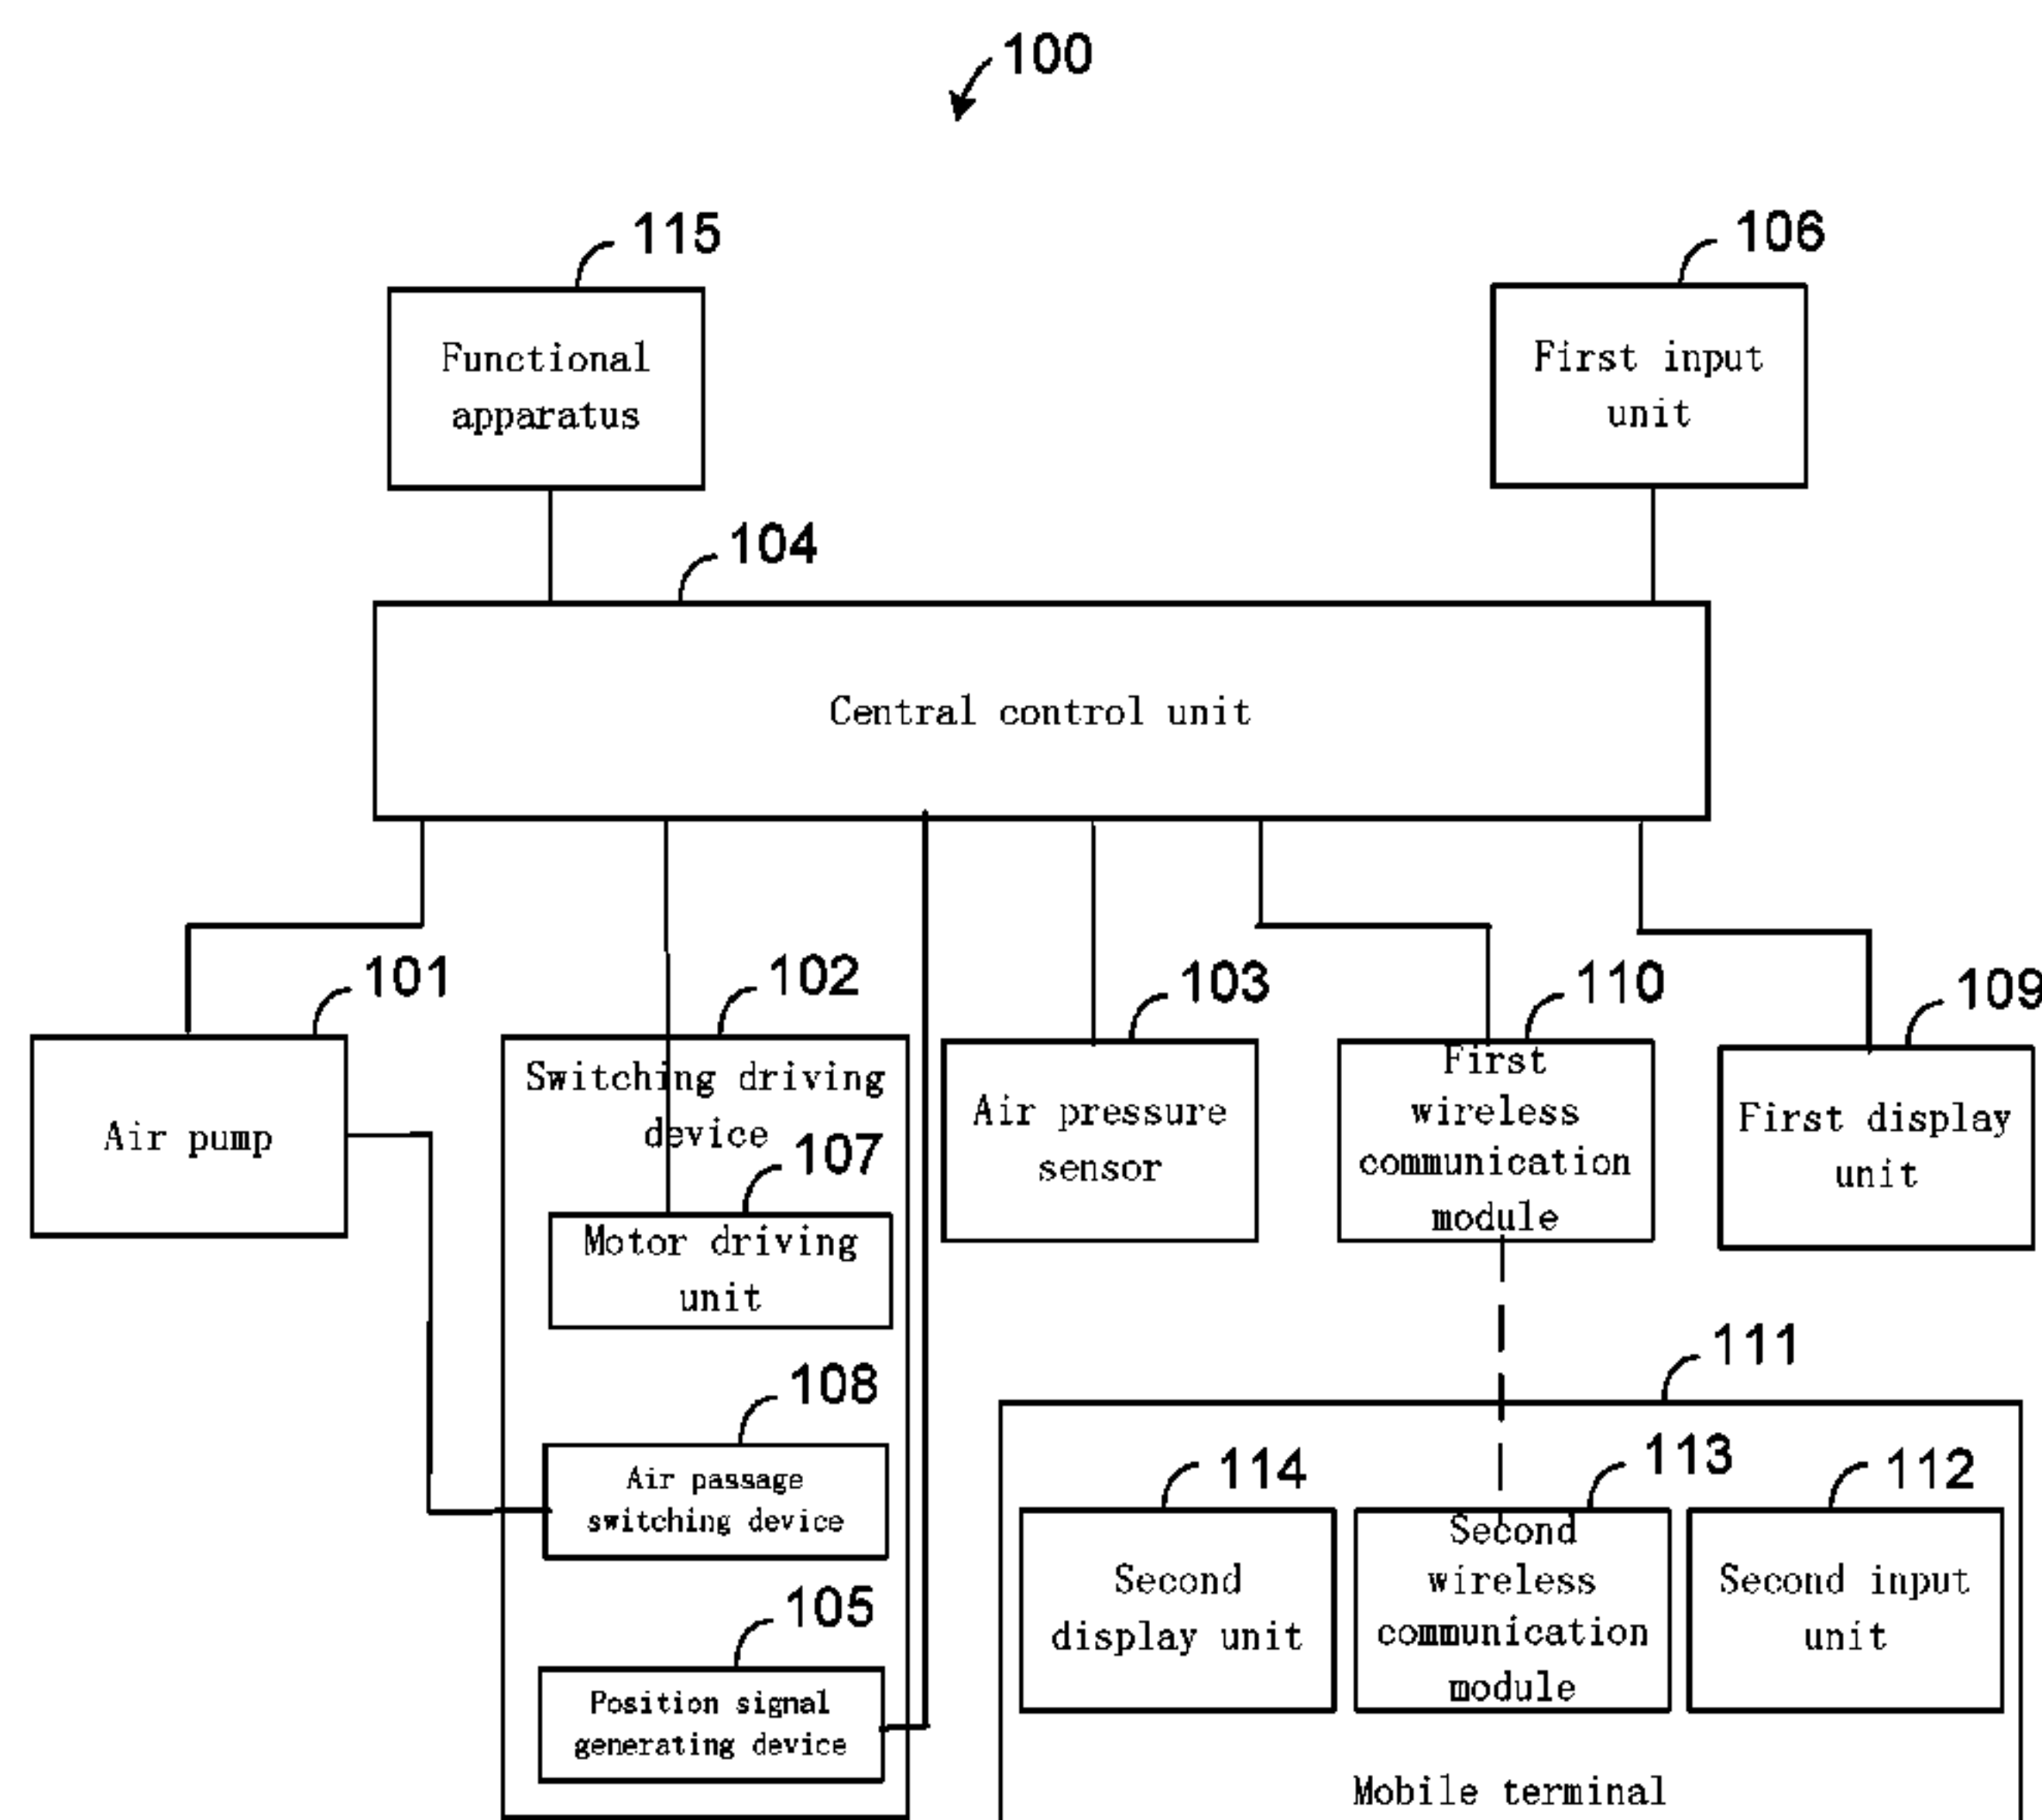 100
115
106
Functional
apparatus
First input
unit
104
Central control unit
101
102
103
110
109
Air pump
Switching driving
device
107
Motor driving
unit
108
Air passage
switching device
105
Position signal
generating device
Air pressure
sensor
First
wireless
communication
module
First display
unit
111
114
113
112
Second
display unit
Second
wireless
communication
module
Second input
unit
Mobile terminal